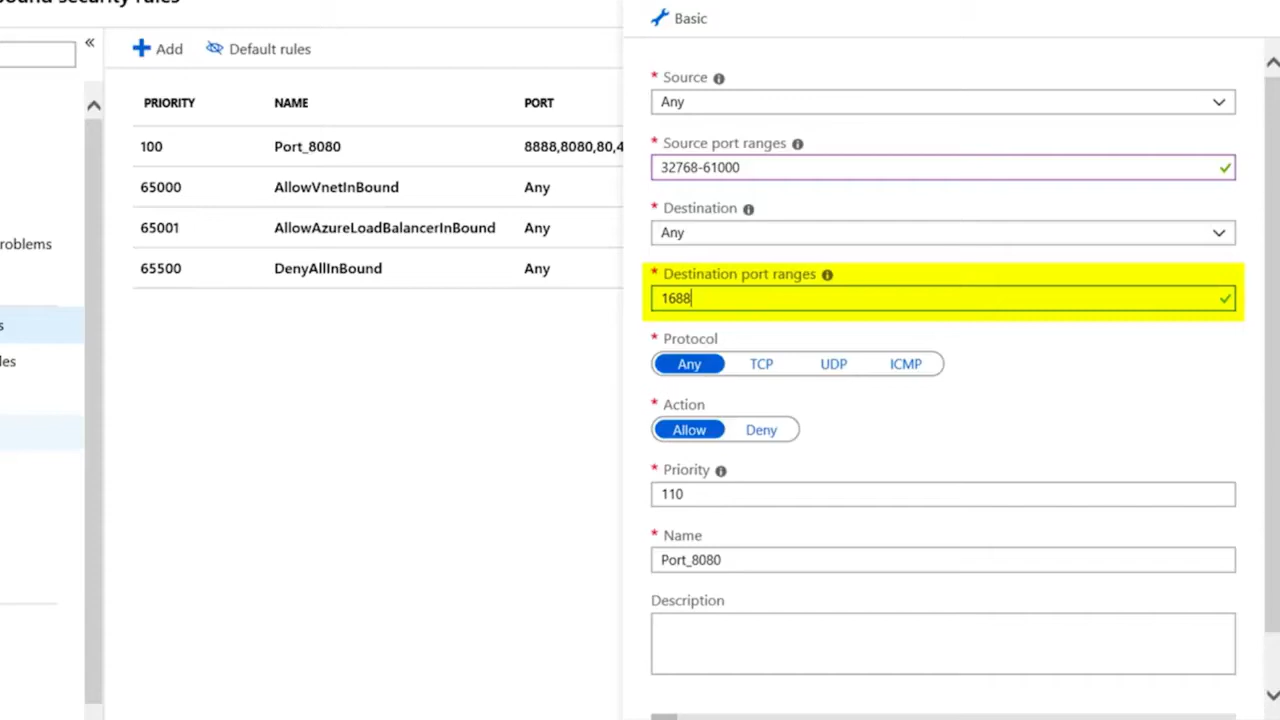 ound security rules
«
Add
Default rules
PRIORITY NAME PORT
100 Port_8080 8888,8080,80,4
65000 AllowVnetInBound Any
65001 AllowAzureLoadBalancerInBound Any
65500 DenyAllInBound Any
roblems
s
les
Basic
* Source
Any
* Source port ranges
32768-61000
* Destination
Any
* Destination port ranges
1688
* Protocol
Any TCP UDP ICMP
* Action
Allow Deny
* Priority
110
* Name
Port_8080
Description